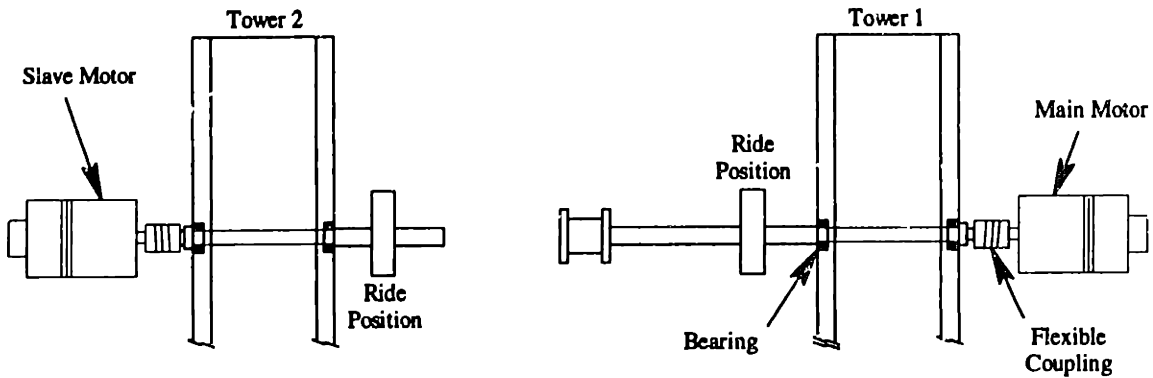 Tower 2
Slave Motor
Ride
Position
Tower 1
Main Motor
Ride
Position
Bearing
Flexible
Coupling